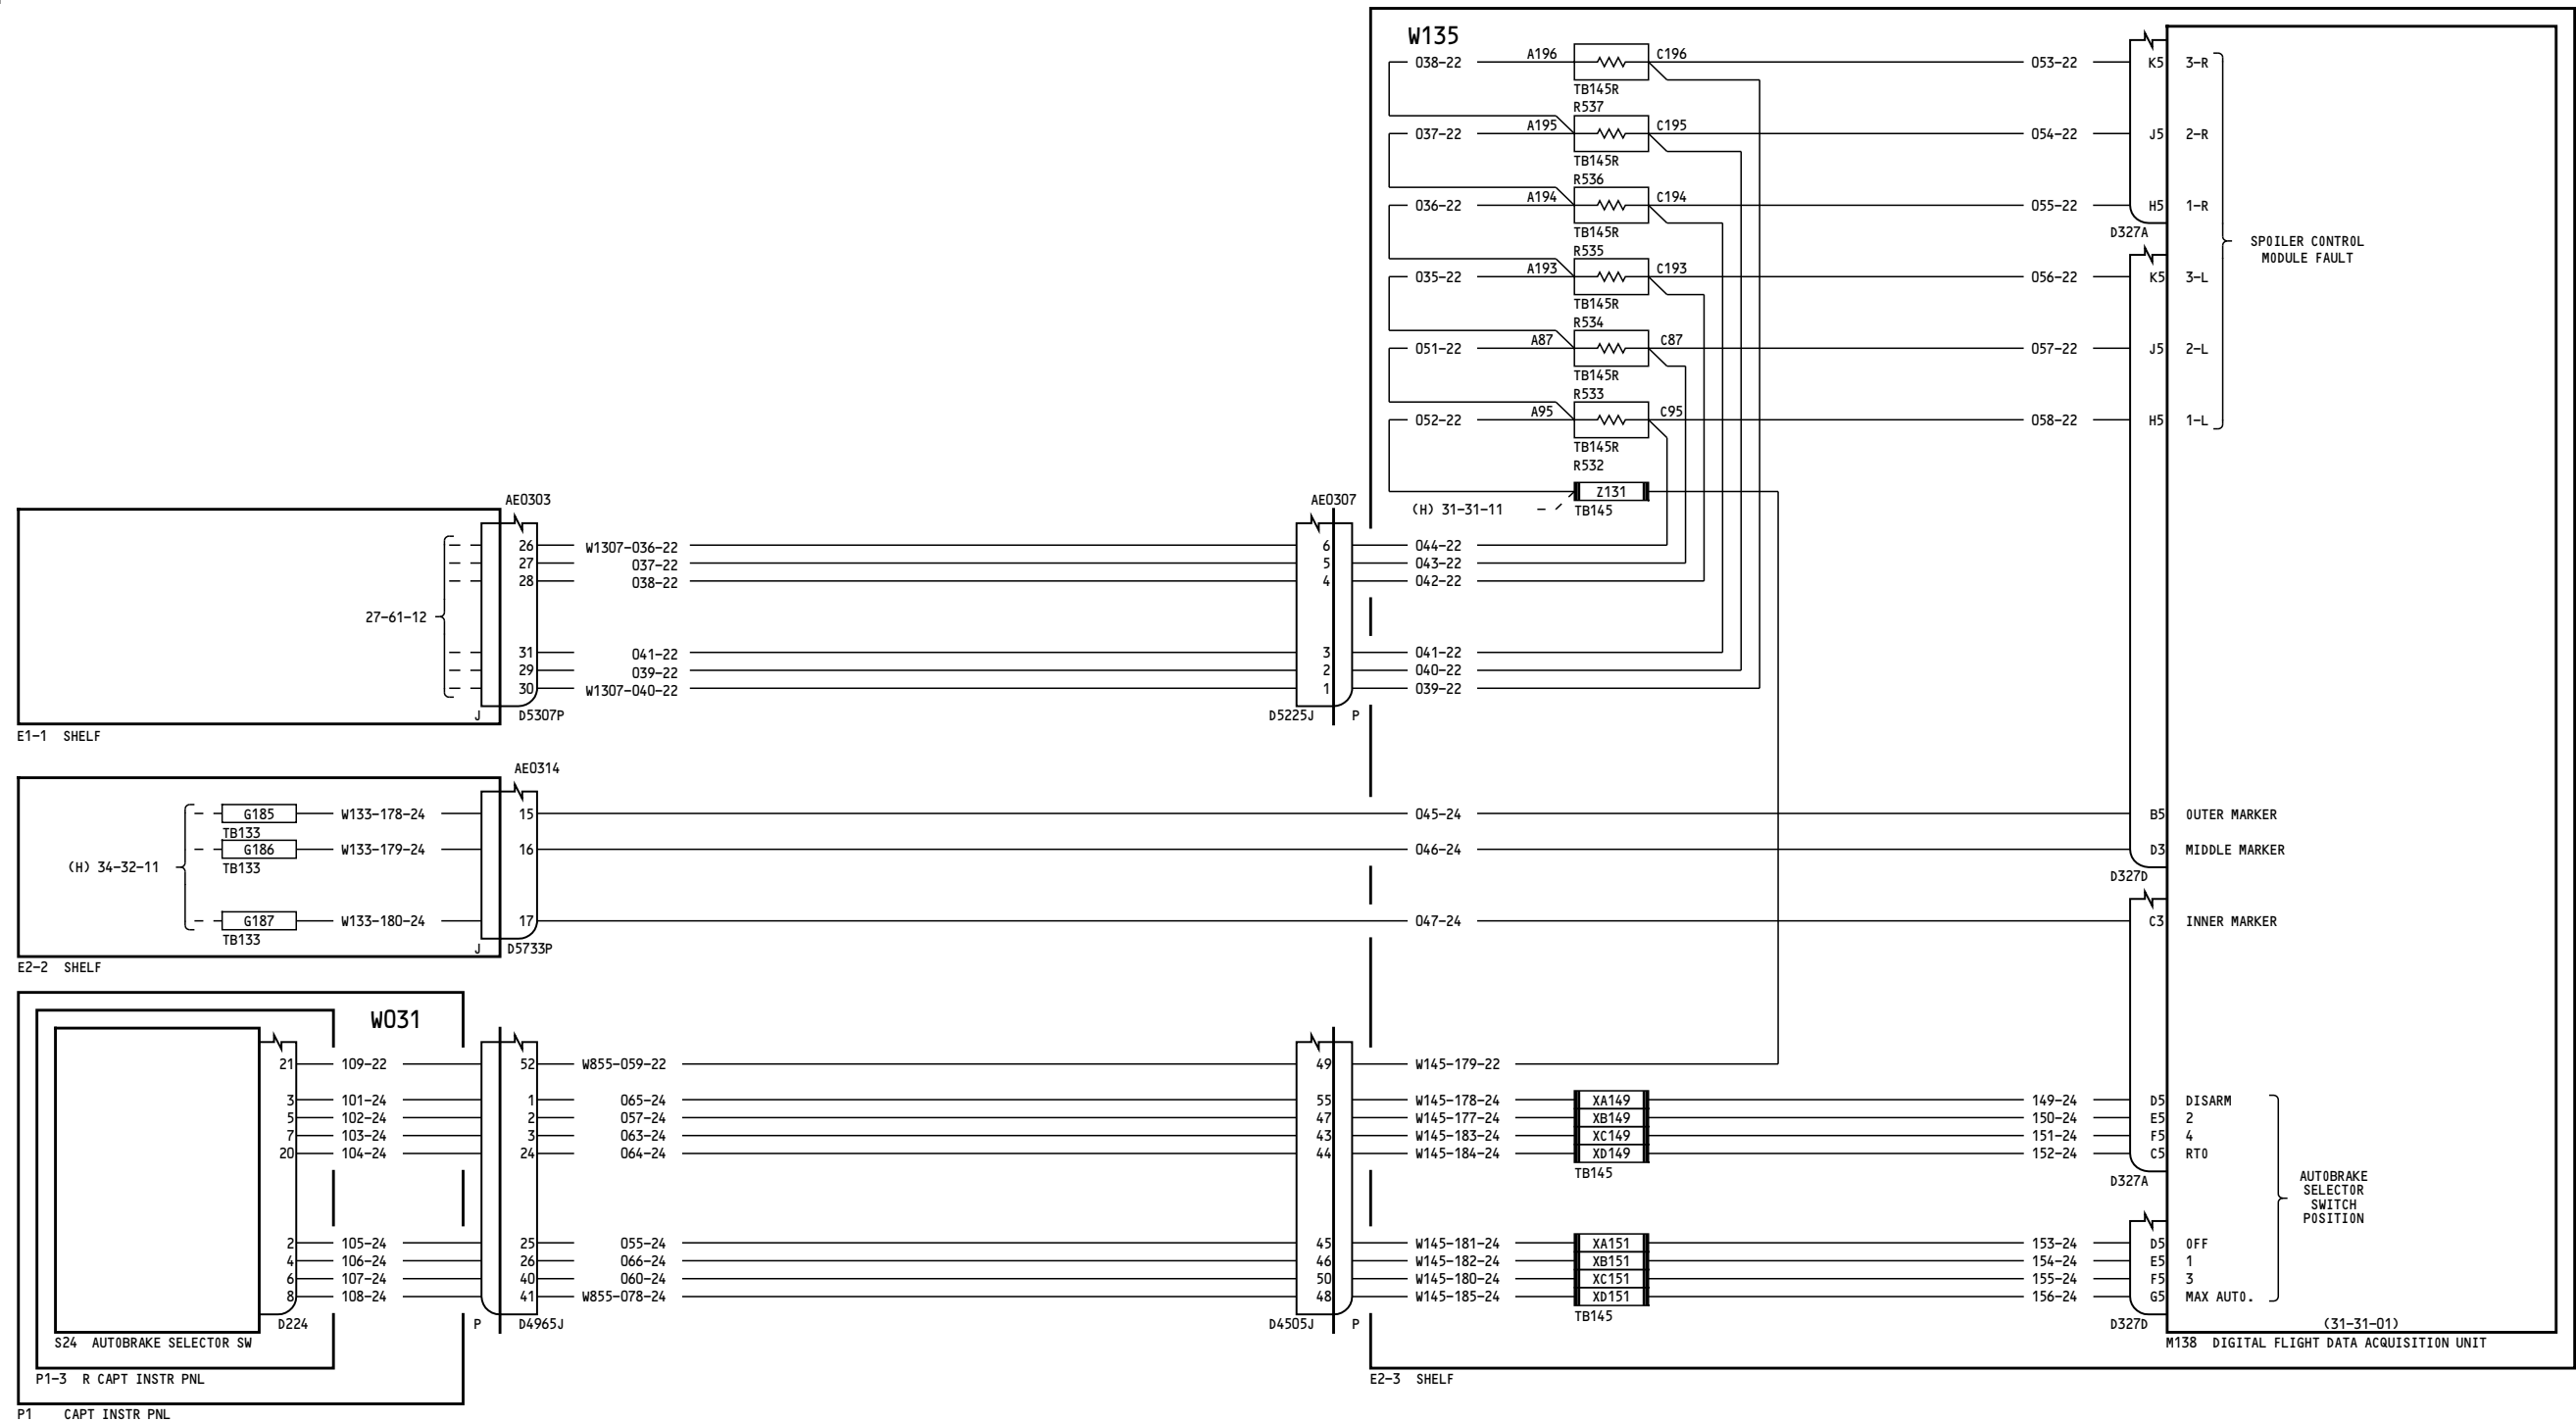 W135
038-22 A196 C196 053-22 K5 3-R
TB145R
R537
037-22 A195 C195 054-22 J5 2-R
TB145R
R536
036-22 A194 C194 055-22 H5 1-R
TB145R
D327A
R535
SPOILER CONTROL
MODULE FAULT
035-22 A193 C193 056-22 K5 3-L
TB145R
R534
051-22 A87 C87 057-22 J5 2-L
TB145R
R533
052-22 A95 C95 058-22 H5 1-L
TB145R
R532
Z131
(H) 31-31-11 TB145
AE0303 AE0307
26 W1307-036-22 6 044-22
27 037-22 5 043-22
28 038-22 4 042-22
27-61-12
31 041-22 3 041-22
29 039-22 2 040-22
30 W1307-040-22 1 039-22
J D5307P D5225J P
E1-1 SHELF
AE0314
G185 W133-178-24 15 045-24 B5 OUTER MARKER
TB133
G186 W133-179-24 16 046-24 D3 MIDDLE MARKER
TB133
(H) 34-32-11
D327D
G187 W133-180-24 17 047-24 C3 INNER MARKER
TB133
J D5733P
E2-2 SHELF
W031
21 109-22 52 W855-059-22 49 W145-179-22
3 101-24 1 065-24 55 W145-178-24 XA149 149-24 D5 DISARM
5 102-24 2 057-24 47 W145-177-24 XB149 150-24 E5 2
7 103-24 3 063-24 43 W145-183-24 XC149 151-24 F5 4
20 104-24 24 064-24 44 W145-184-24 XD149 152-24 C5 RTO
TB145
D327A
AUTOBRAKE
SELECTOR
SWITCH
POSITION
2 105-24 25 055-24 45 W145-181-24 XA151 153-24 D5 OFF
4 106-24 26 066-24 46 W145-182-24 XB151 154-24 E5 1
6 107-24 40 060-24 50 W145-180-24 XC151 155-24 F5 3
8 108-24 41 W855-078-24 48 W145-185-24 XD151 156-24 G5 MAX AUTO.
TB145
D224 P D4965J D4505J P D327D (31-31-01)
S24 AUTOBRAKE SELECTOR SW
M138 DIGITAL FLIGHT DATA ACQUISITION UNIT
P1-3 R CAPT INSTR PNL
E2-3 SHELF
P1 CAPT INSTR PNL